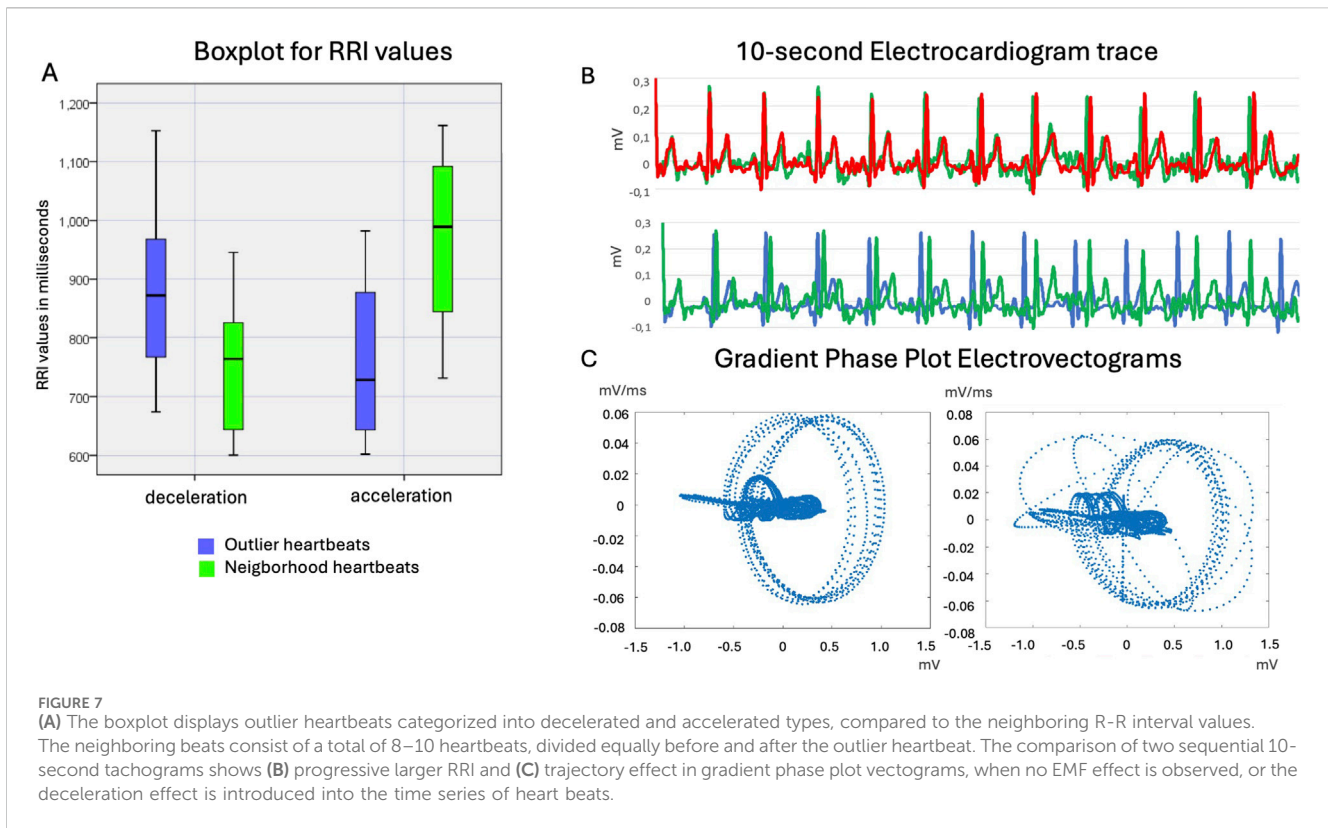 Boxplot for RRI values
A
1,200
1,100
1,000
900
800
700
600
RRI values in milliseconds
deceleration
acceleration
Outlier heartbeats
Neigborhood heartbeats
10-second Electrocardiogram trace
B
0,3
0,2
0,1
0
-0,1
mV
0,3
0,2
0,1
0
-0,1
mV
Gradient Phase Plot Electrovectograms
C
mV/ms
0.06
0.04
0.02
0
-0.02
-0.04
-0.06
-0.08
-1.5 -1.0 -0.5 0 0.5 1.0 1.5
mV
mV/ms
0.08
0.06
0.04
0.02
0
-0.02
-0.04
-0.06
-0.08
-1.5 -1.0 -0.5 0 0.5 1.0 1.5
mV
FIGURE 7
(A) The boxplot displays outlier heartbeats categorized into decelerated and accelerated types, compared to the neighboring R-R interval values.
The neighboring beats consist of a total of 8–10 heartbeats, divided equally before and after the outlier heartbeat. The comparison of two sequential 10-
second tachograms shows (B) progressive larger RRI and (C) trajectory effect in gradient phase plot vectograms, when no EMF effect is observed, or the
deceleration effect is introduced into the time series of heart beats.